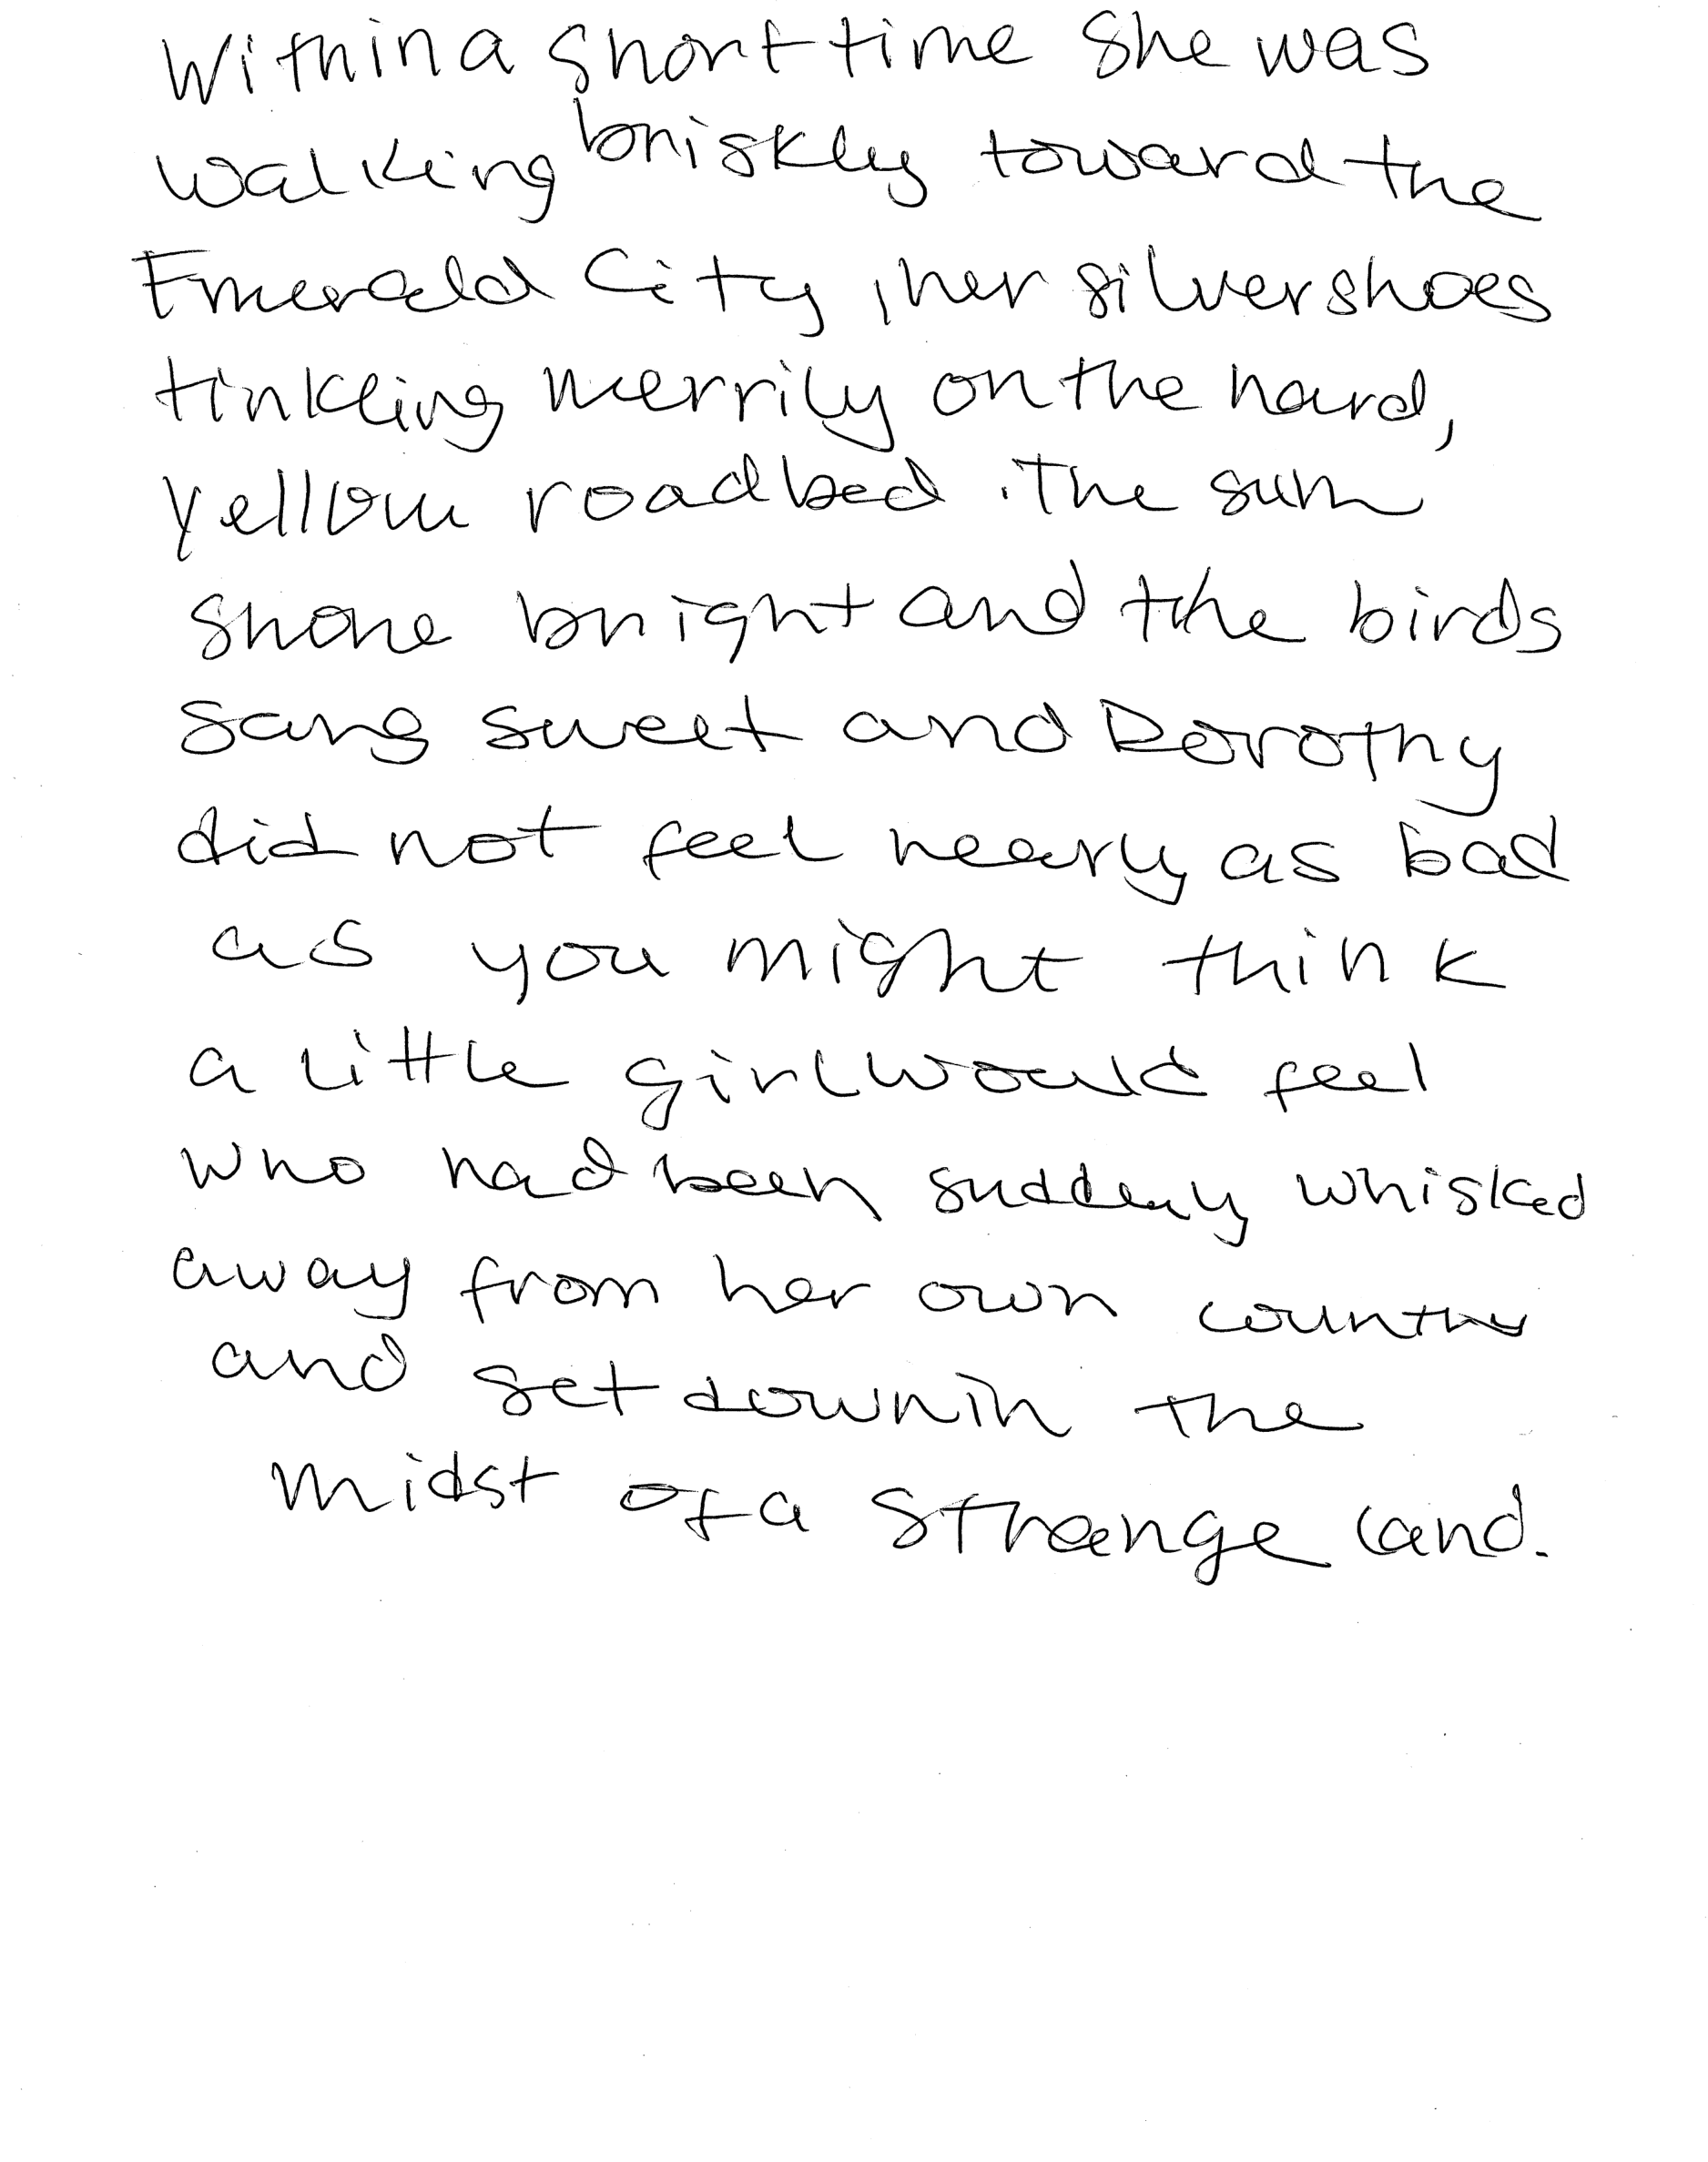 Within a short time she was
walking briskly toward the
Emerald City, her silver shoes
tinkling merrily on the hard,
yellow roadbed. The sun
shone bright and the birds
sang sweet and Dorothy
did not feel nearly as bad
as you might think
a little girl would feel
who had been suddenly whisked
away from her own country
and set down in the
midst of a strange land.